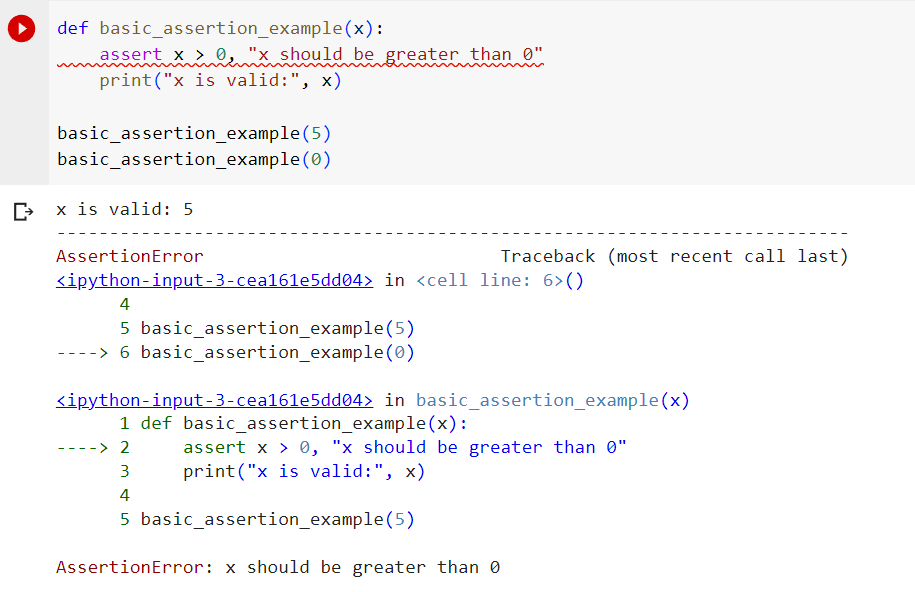 def basic_assertion_example(x):
    assert x > 0, "x should be greater than 0"
    print("x is valid:", x)

basic_assertion_example(5)
basic_assertion_example(0)
x is valid: 5
---------------------------------------------------------------------------
AssertionError                            Traceback (most recent call last)
<ipython-input-3-cea161e5dd04> in <cell line: 6>()
      4
      5 basic_assertion_example(5)
----> 6 basic_assertion_example(0)

<ipython-input-3-cea161e5dd04> in basic_assertion_example(x)
      1 def basic_assertion_example(x):
----> 2     assert x > 0, "x should be greater than 0"
      3     print("x is valid:", x)
      4
      5 basic_assertion_example(5)

AssertionError: x should be greater than 0